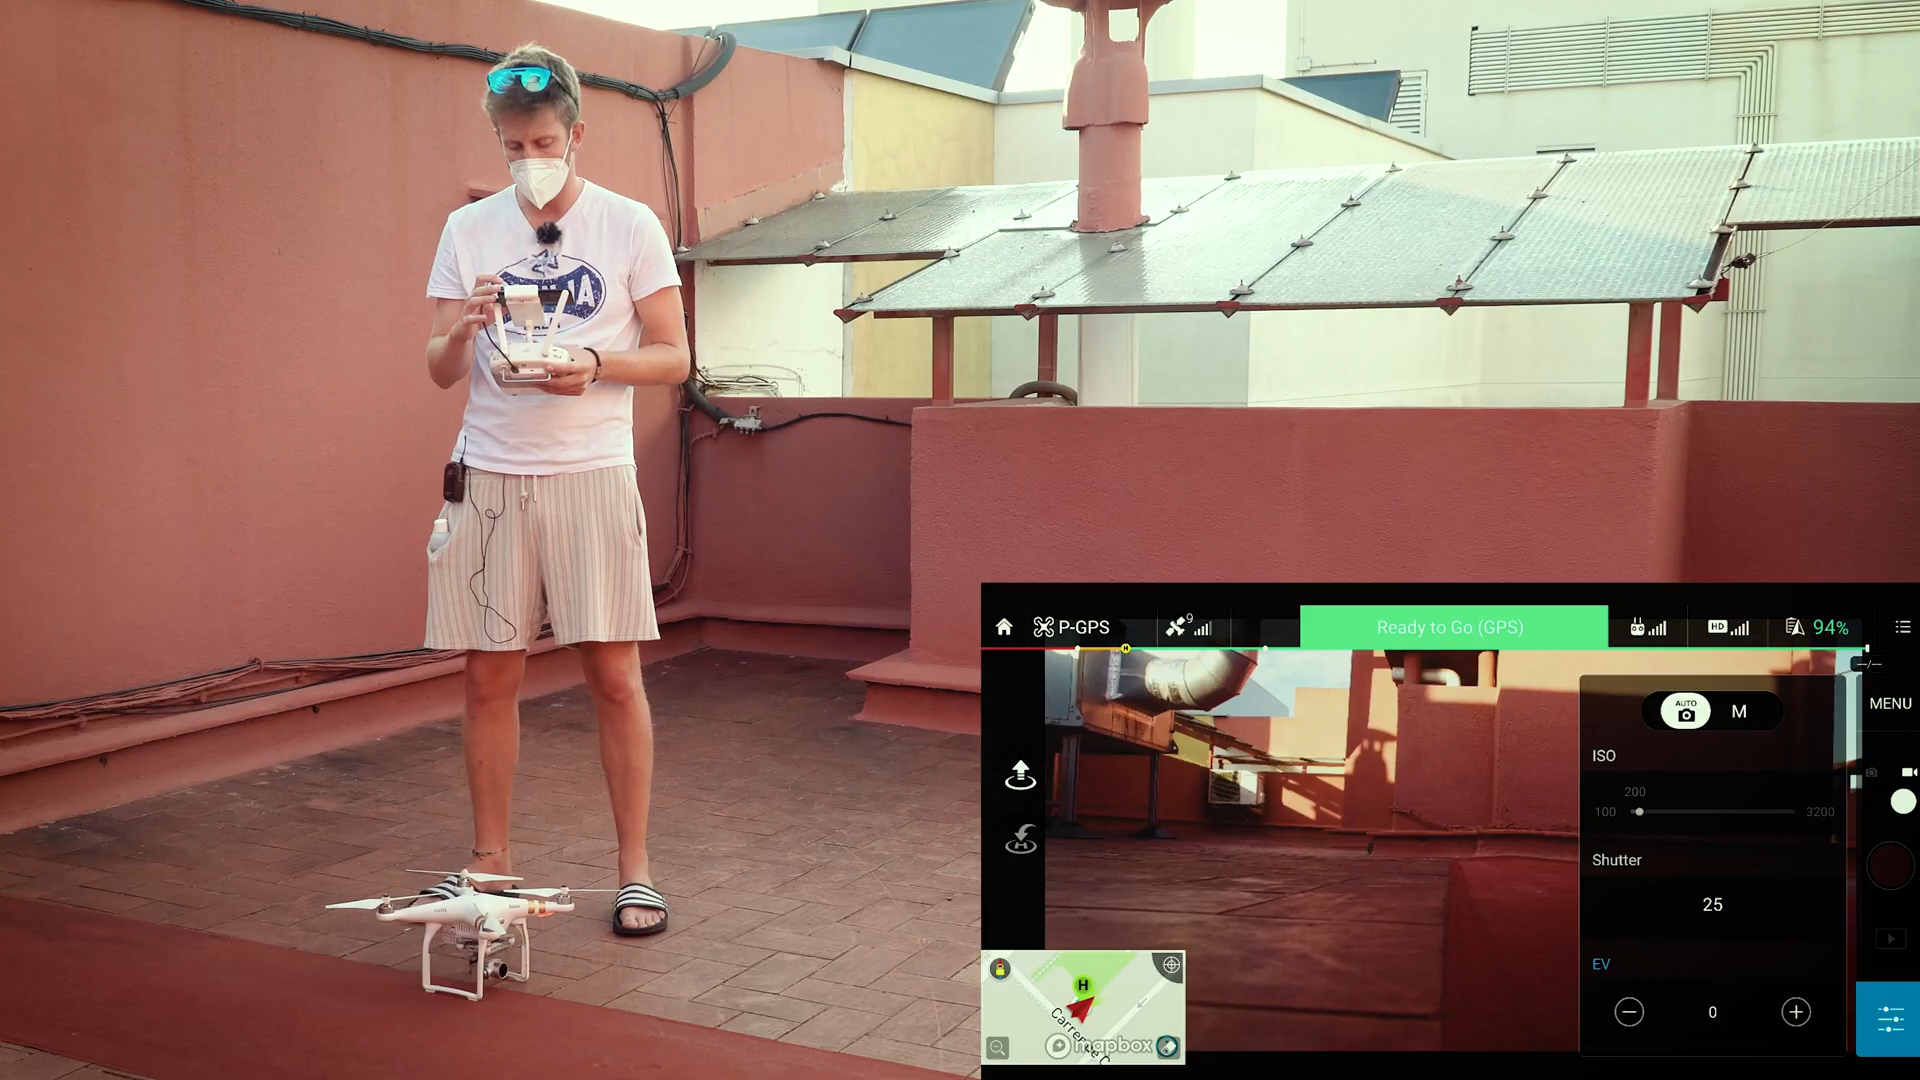 P-GPS
9
Ready to Go (GPS)
HD
94%
--/--
AUTO
M
MENU
ISO
200
100
3200
Shutter
25
EV
0
H
mapbox